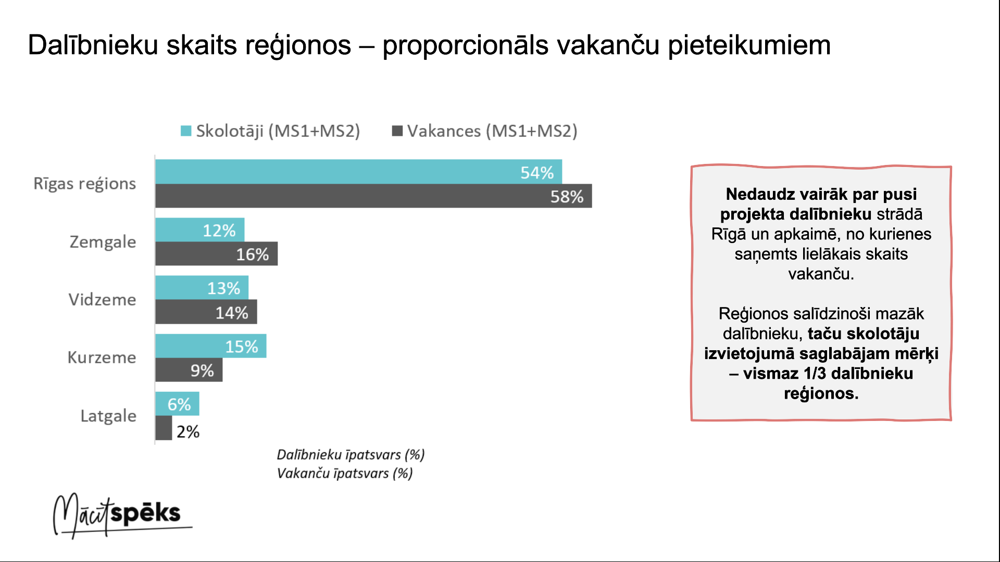 Dalībnieku skaits reģionos – proporcionāls vakanču pieteikumiem
Skolotāji (MS1+MS2)
Vakances (MS1+MS2)
Rīgas reģions
54%
58%
Zemgale
12%
16%
Vidzeme
13%
14%
Kurzeme
15%
9%
Latgale
6%
2%
Dalībnieku īpatsvars (%)
Vakanču īpatsvars (%)
Nedaudz vairāk par pusi
projekta dalībnieku strādā
Rīgā un apkaimē, no kurienes
saņemts lielākais skaits
vakanču.
Reģionos salīdzinoši mazāk
dalībnieku, taču skolotāju
izvietojumā saglabājam mērķi
– vismaz 1/3 dalībnieku
reģionos.
Mācītspēks